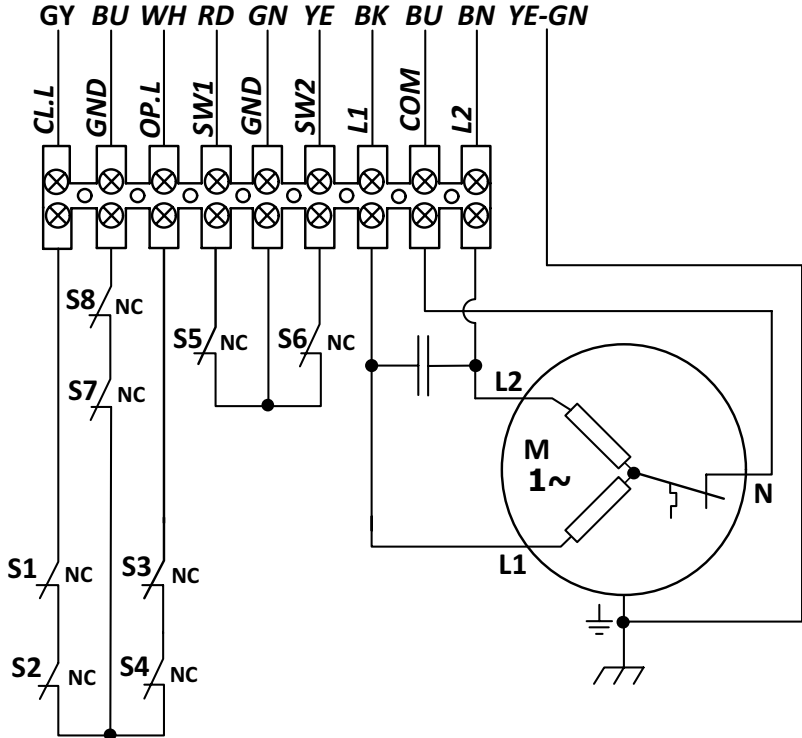 GY BU WH RD GN YE BK BU BN YE-GN
CL.L GND OP.L SW1 GND SW2 L1 COM L2
S8 NC
S5 NC S6 NC
S7 NC
L2
M
1~
N
S1 NC S3 NC
L1
S2 NC S4 NC